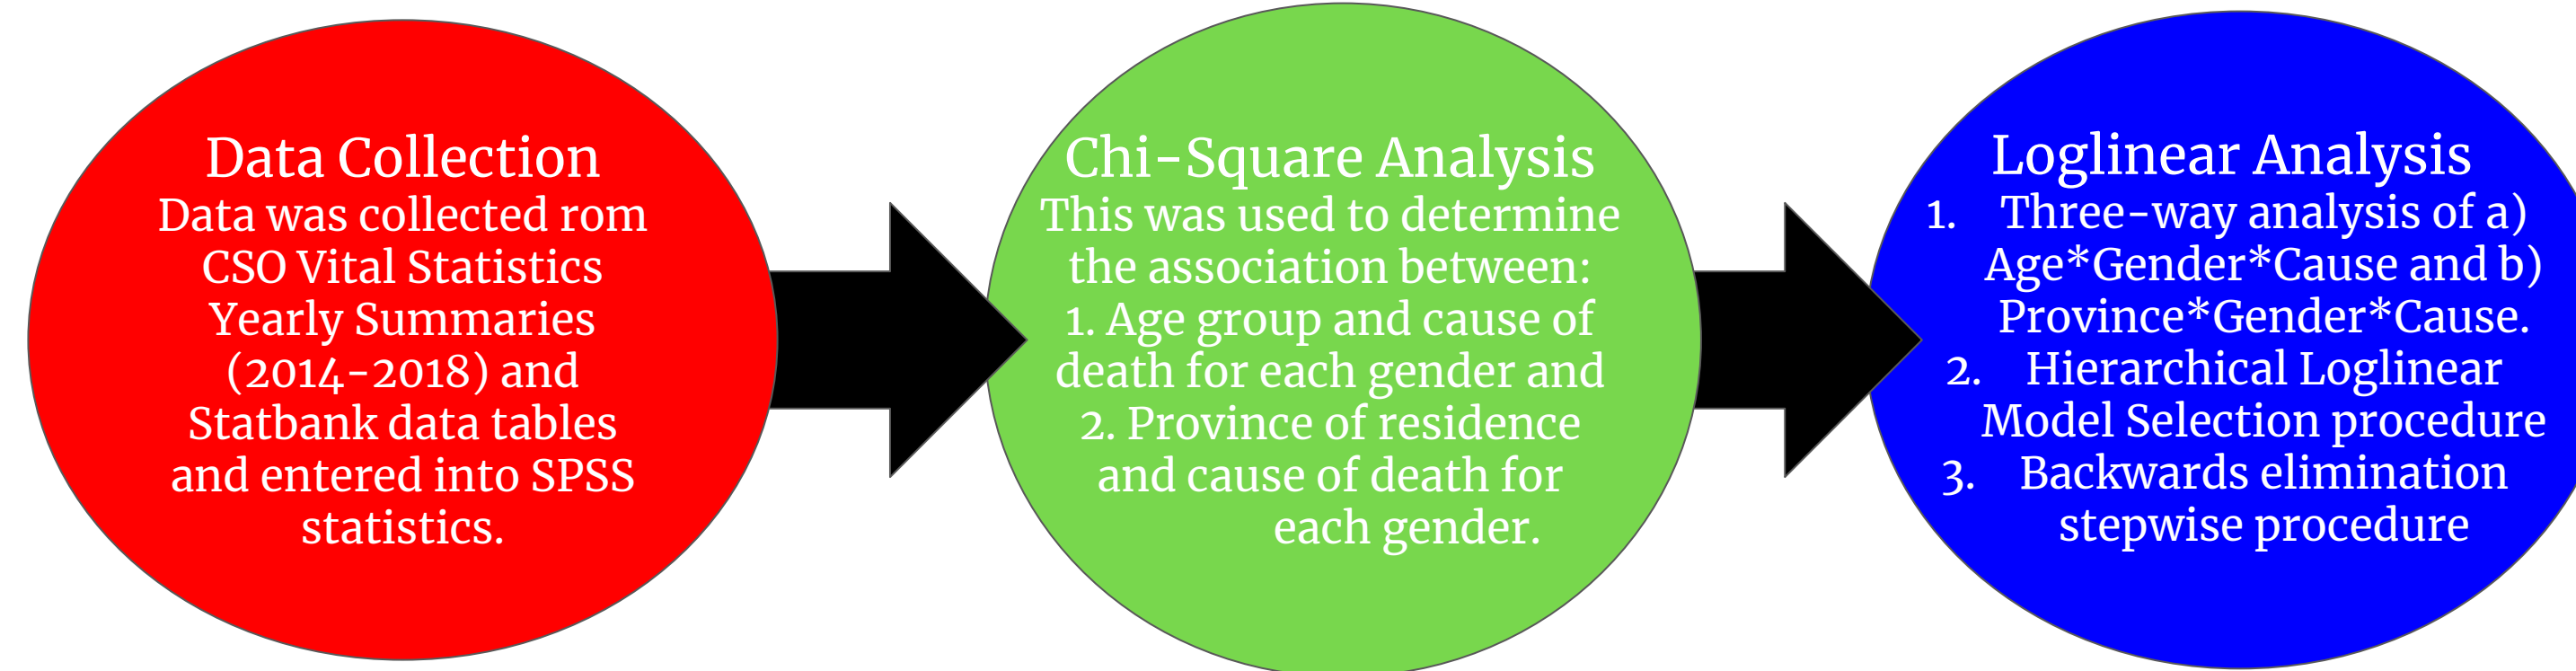 Data Collection
Data was collected rom
CSO Vital Statistics
Yearly Summaries
(2014-2018) and
Statbank data tables
and entered into SPSS
statistics.
Chi-Square Analysis
This was used to determine
the association between:
1. Age group and cause of
death for each gender and
2. Province of residence
and cause of death for
each gender.
Loglinear Analysis
1. Three-way analysis of a)
Age*Gender*Cause and b)
Province*Gender*Cause.
2. Hierarchical Loglinear
Model Selection procedure
3. Backwards elimination
stepwise procedure